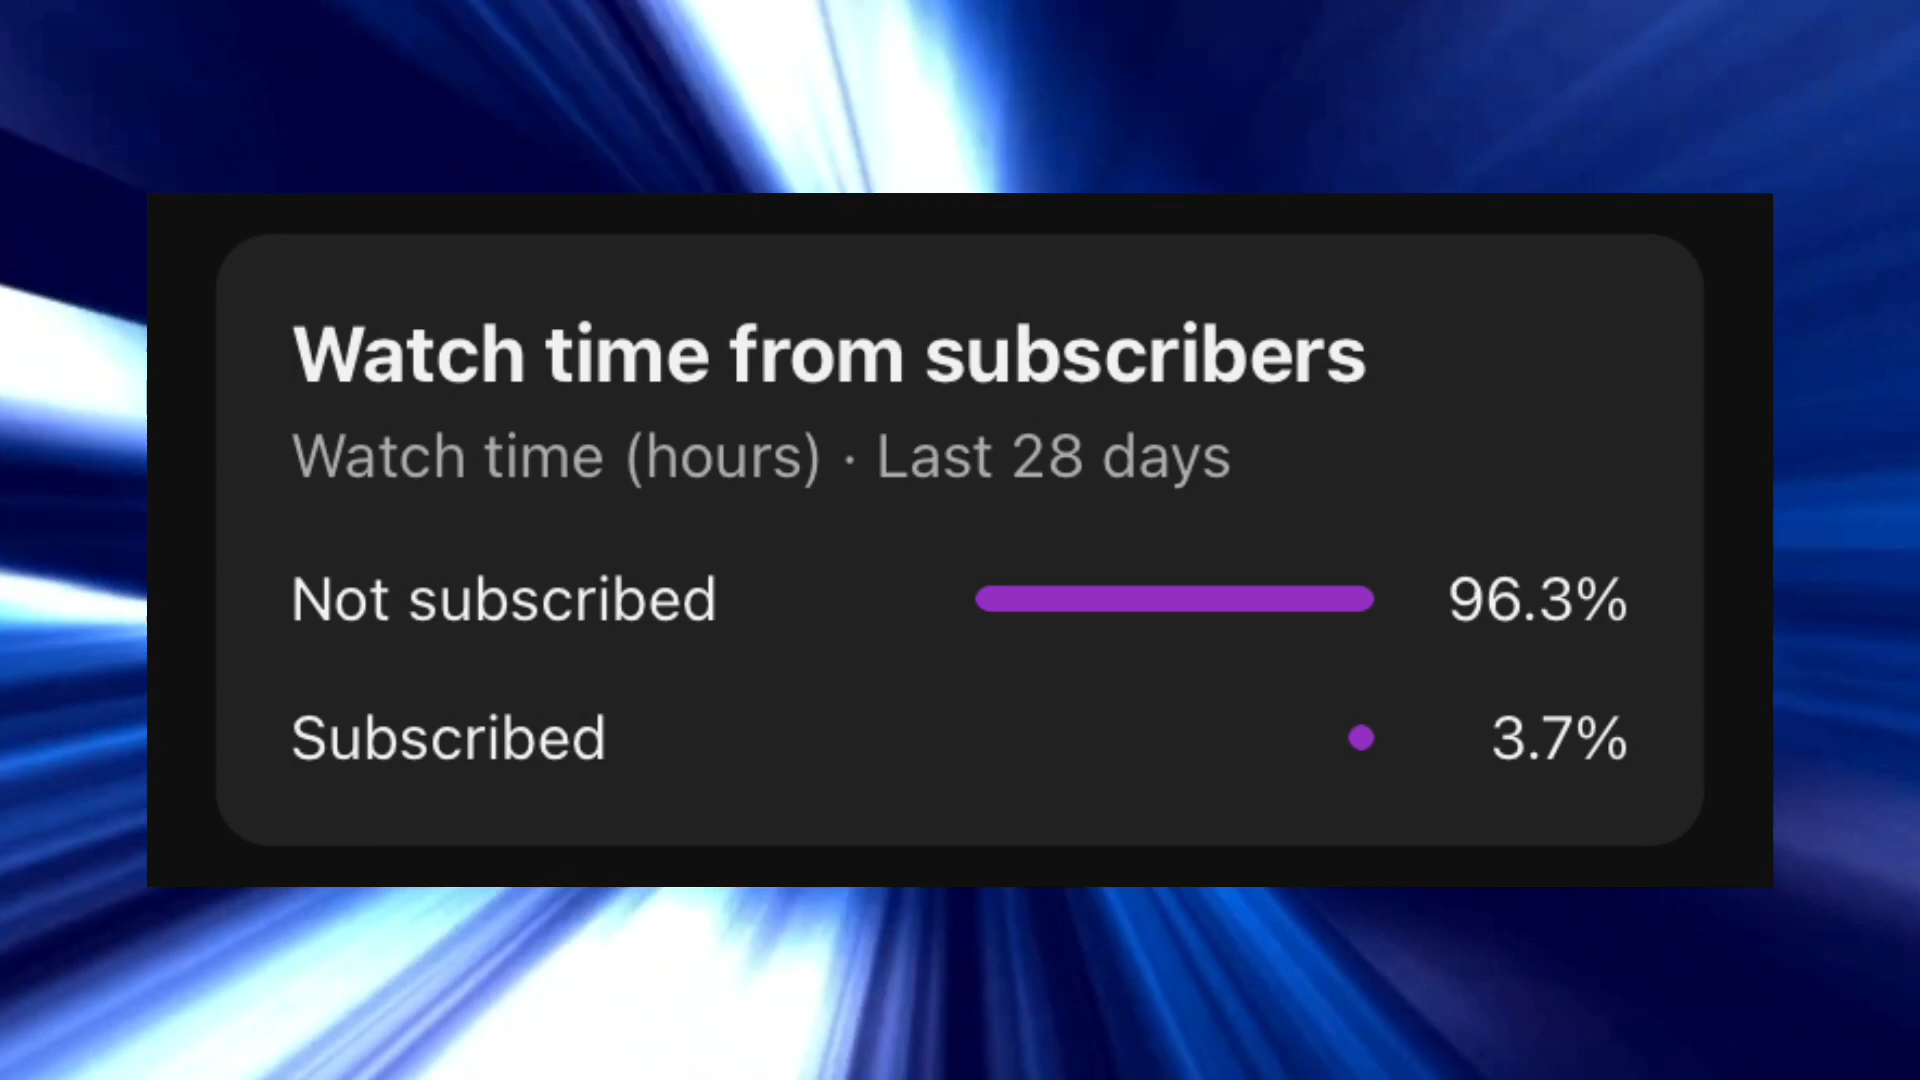 Watch time from subscribers
Watch time (hours) · Last 28 days
Not subscribed 96.3%
Subscribed 3.7%